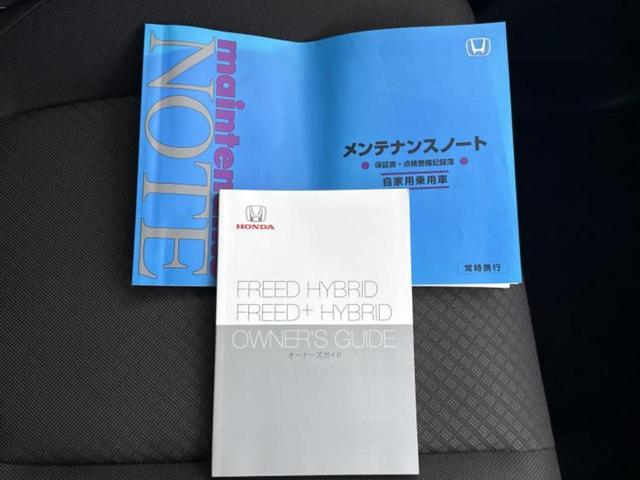 maintenance
NOTE
メンテナンスノート
● 保証書・点検整備記録簿 ●
自家用乗用車
常時携行
HONDA
FREED HYBRID
FREED+ HYBRID
OWNER'S GUIDE
オーナーズガイド